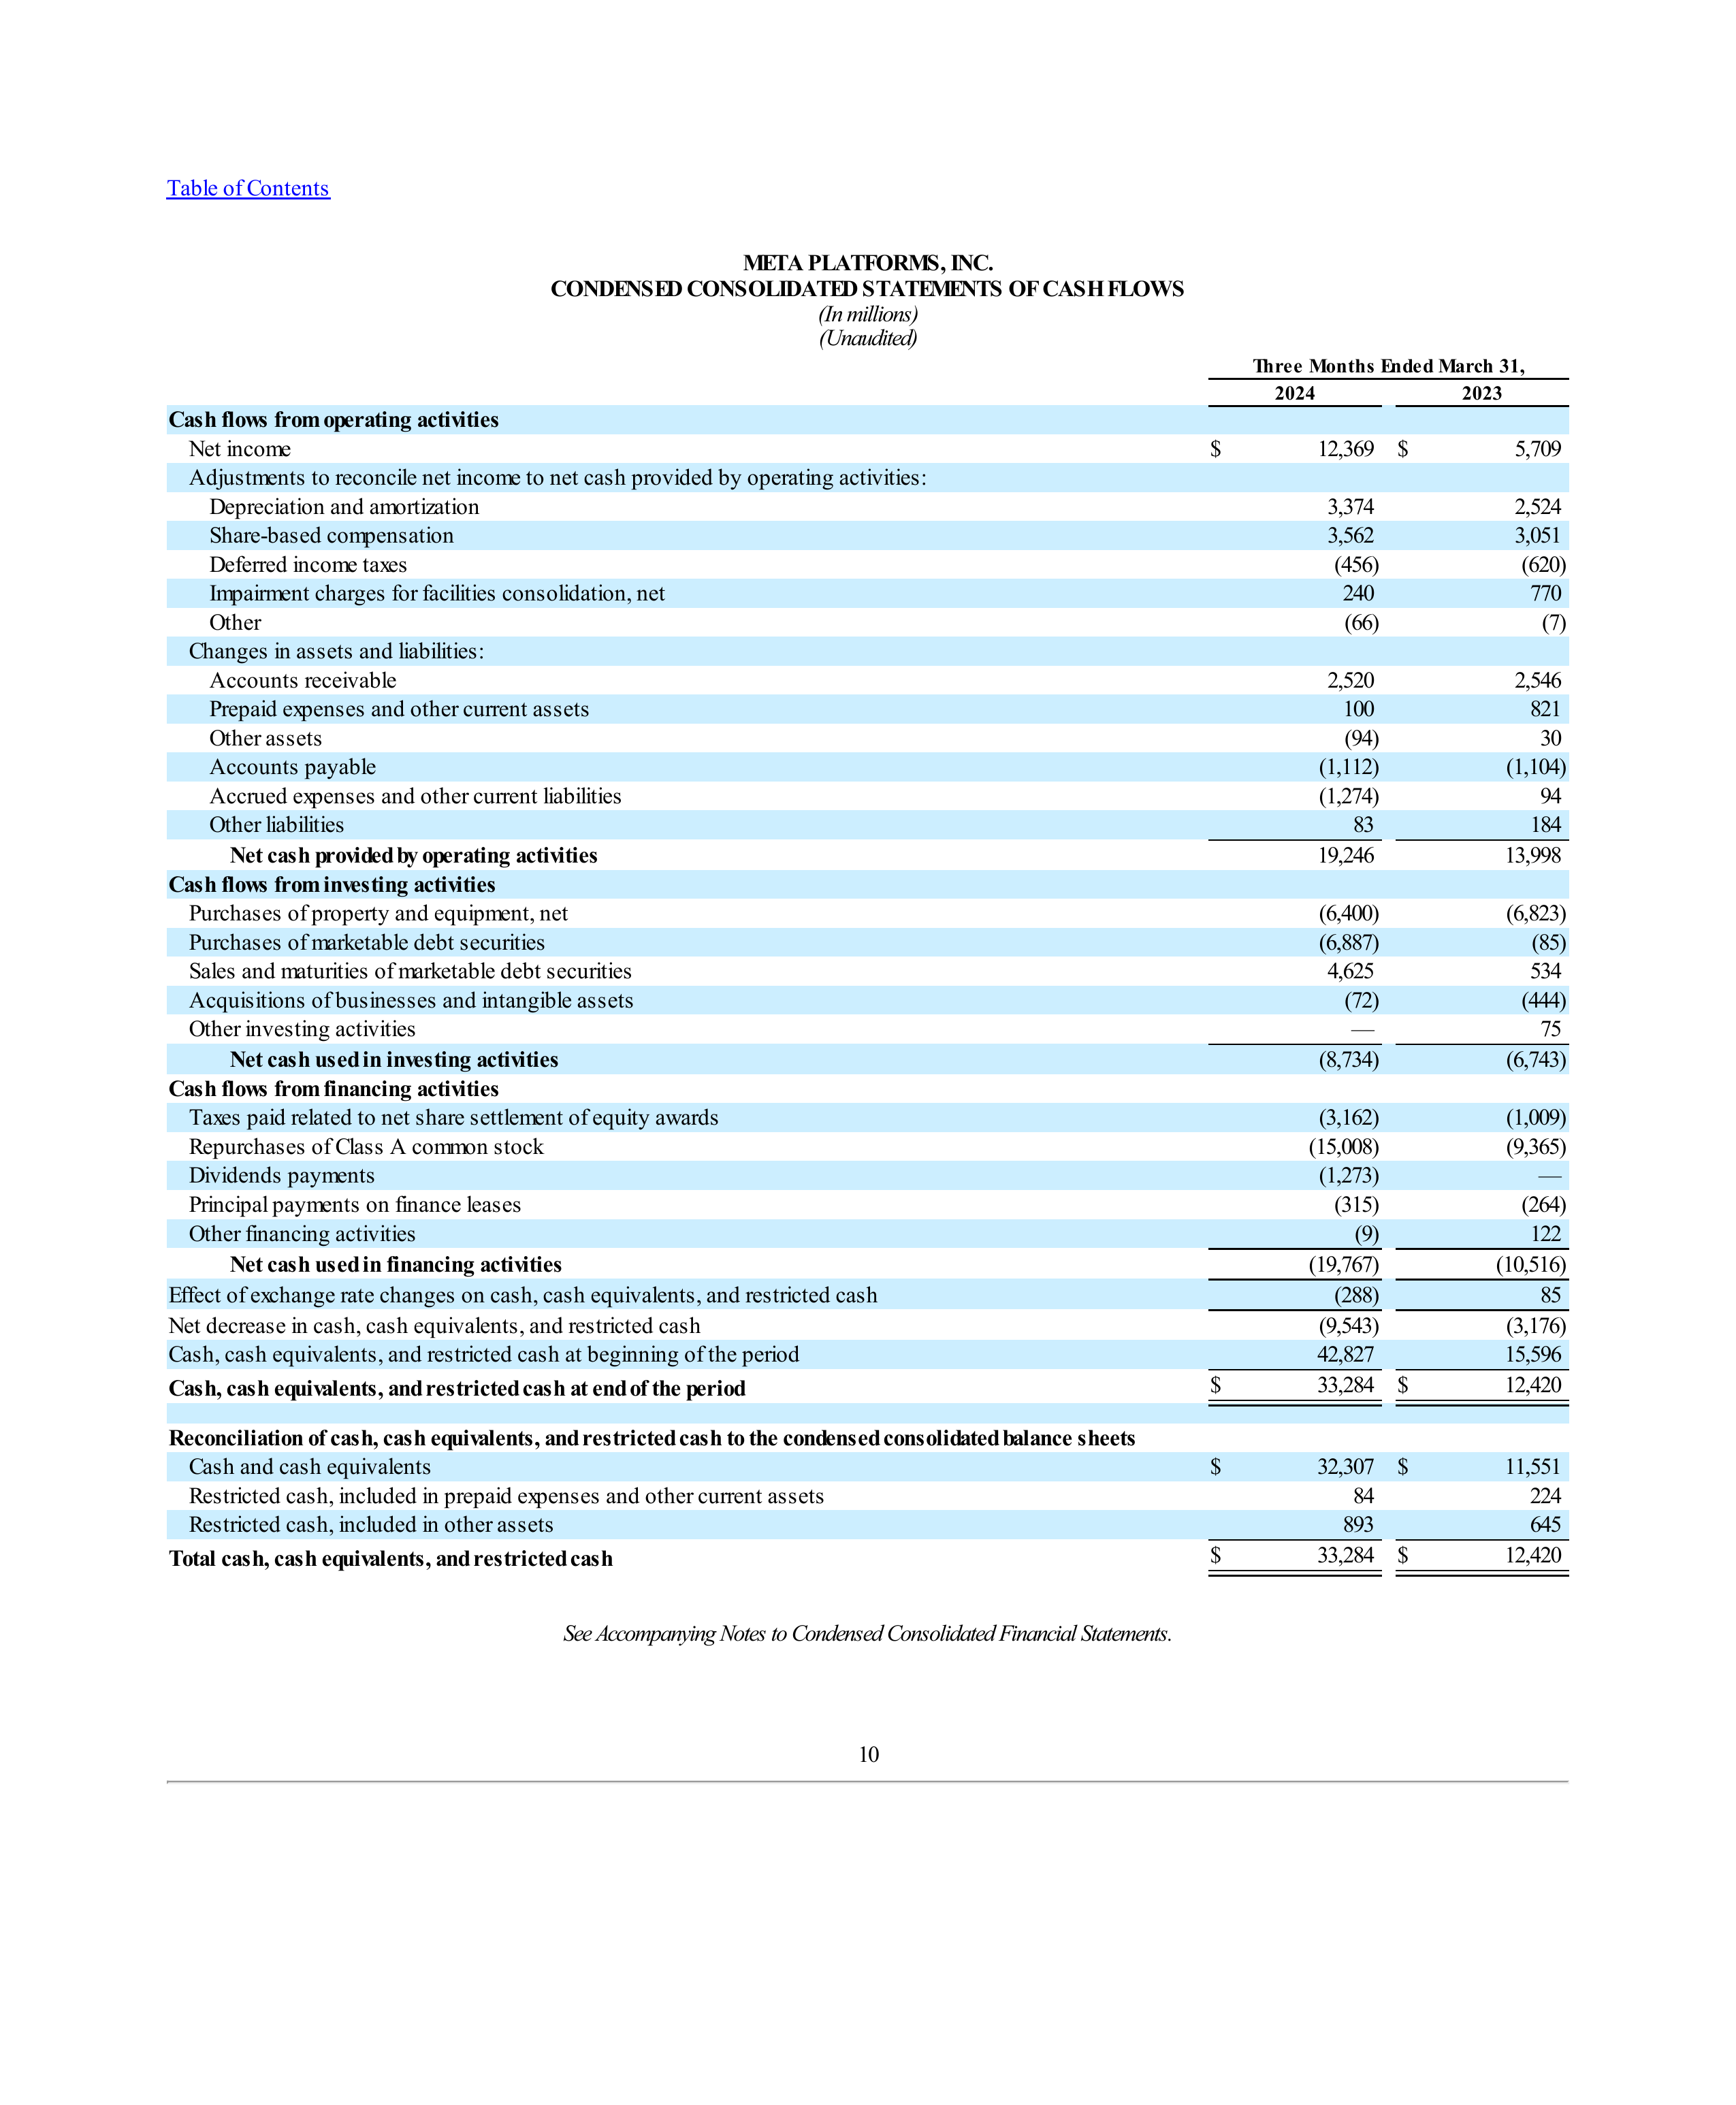 Table of Contents
META PLATFORMS, INC.
CONDENSED CONSOLIDATED STATEMENTS OF CASH FLOWS
(In millions)
(Unaudited)
Three Months Ended March 31,
2024 2023
Cash flows from operating activities
Net income $ 12,369 $ 5,709
Adjustments to reconcile net income to net cash provided by operating activities:
Depreciation and amortization 3,374 2,524
Share-based compensation 3,562 3,051
Deferred income taxes (456) (620)
Impairment charges for facilities consolidation, net 240 770
Other (66) (7)
Changes in assets and liabilities:
Accounts receivable 2,520 2,546
Prepaid expenses and other current assets 100 821
Other assets (94) 30
Accounts payable (1,112) (1,104)
Accrued expenses and other current liabilities (1,274) 94
Other liabilities 83 184
Net cash provided by operating activities 19,246 13,998
Cash flows from investing activities
Purchases of property and equipment, net (6,400) (6,823)
Purchases of marketable debt securities (6,887) (85)
Sales and maturities of marketable debt securities 4,625 534
Acquisitions of businesses and intangible assets (72) (444)
Other investing activities — 75
Net cash used in investing activities (8,734) (6,743)
Cash flows from financing activities
Taxes paid related to net share settlement of equity awards (3,162) (1,009)
Repurchases of Class A common stock (15,008) (9,365)
Dividends payments (1,273) —
Principal payments on finance leases (315) (264)
Other financing activities (9) 122
Net cash used in financing activities (19,767) (10,516)
Effect of exchange rate changes on cash, cash equivalents, and restricted cash (288) 85
Net decrease in cash, cash equivalents, and restricted cash (9,543) (3,176)
Cash, cash equivalents, and restricted cash at beginning of the period 42,827 15,596
Cash, cash equivalents, and restricted cash at end of the period $ 33,284 $ 12,420
Reconciliation of cash, cash equivalents, and restricted cash to the condensed consolidated balance sheets
Cash and cash equivalents $ 32,307 $ 11,551
Restricted cash, included in prepaid expenses and other current assets 84 224
Restricted cash, included in other assets 893 645
Total cash, cash equivalents, and restricted cash $ 33,284 $ 12,420
See Accompanying Notes to Condensed Consolidated Financial Statements.
10